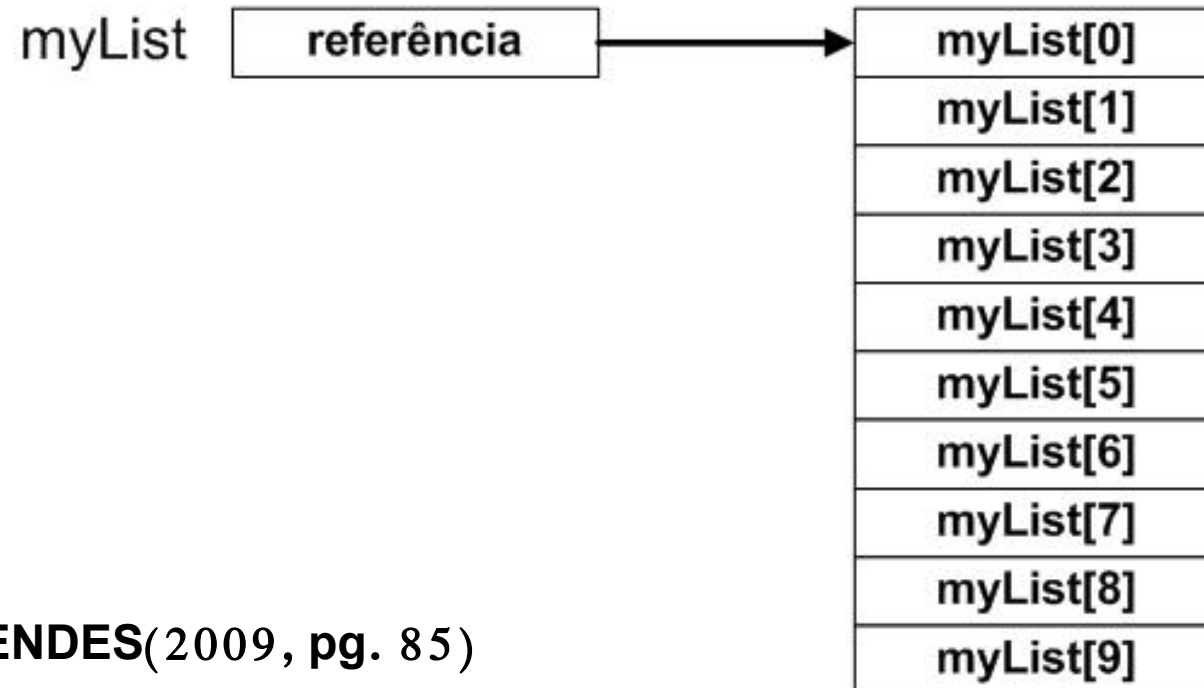 myList referência myList[0]
myList[1]
myList[2]
myList[3]
myList[4]
myList[5]
myList[6]
myList[7]
myList[8]
ENDES(2009, pg. 85) myList[9]